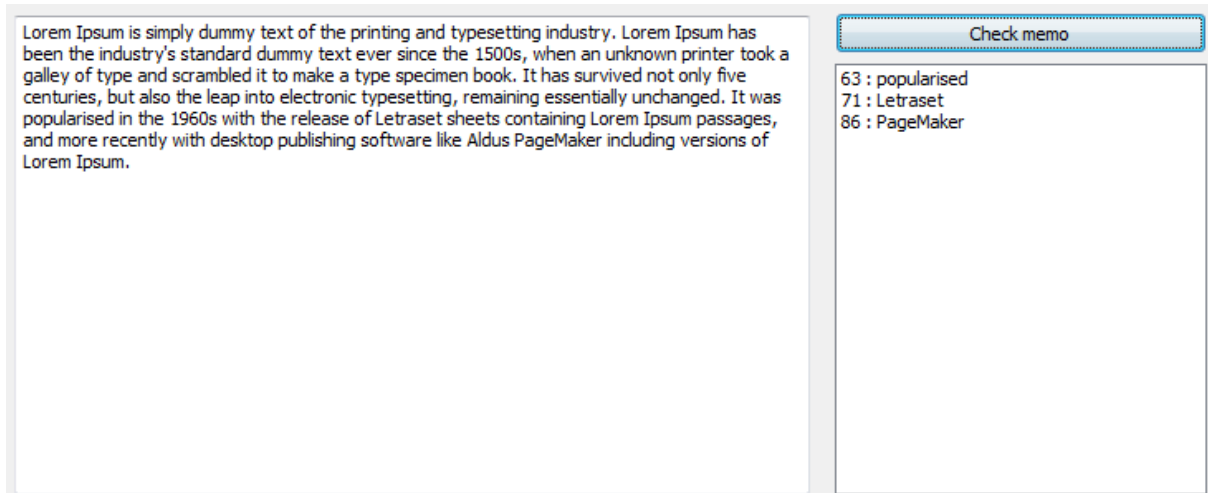 Lorem Ipsum is simply dummy text of the printing and typesetting industry. Lorem Ipsum has
been the industry's standard dummy text ever since the 1500s, when an unknown printer took a
galley of type and scrambled it to make a type specimen book. It has survived not only five
centuries, but also the leap into electronic typesetting, remaining essentially unchanged. It was
popularised in the 1960s with the release of Letraset sheets containing Lorem Ipsum passages,
and more recently with desktop publishing software like Aldus PageMaker including versions of
Lorem Ipsum.
Check memo
63 : popularised
71 : Letraset
86 : PageMaker